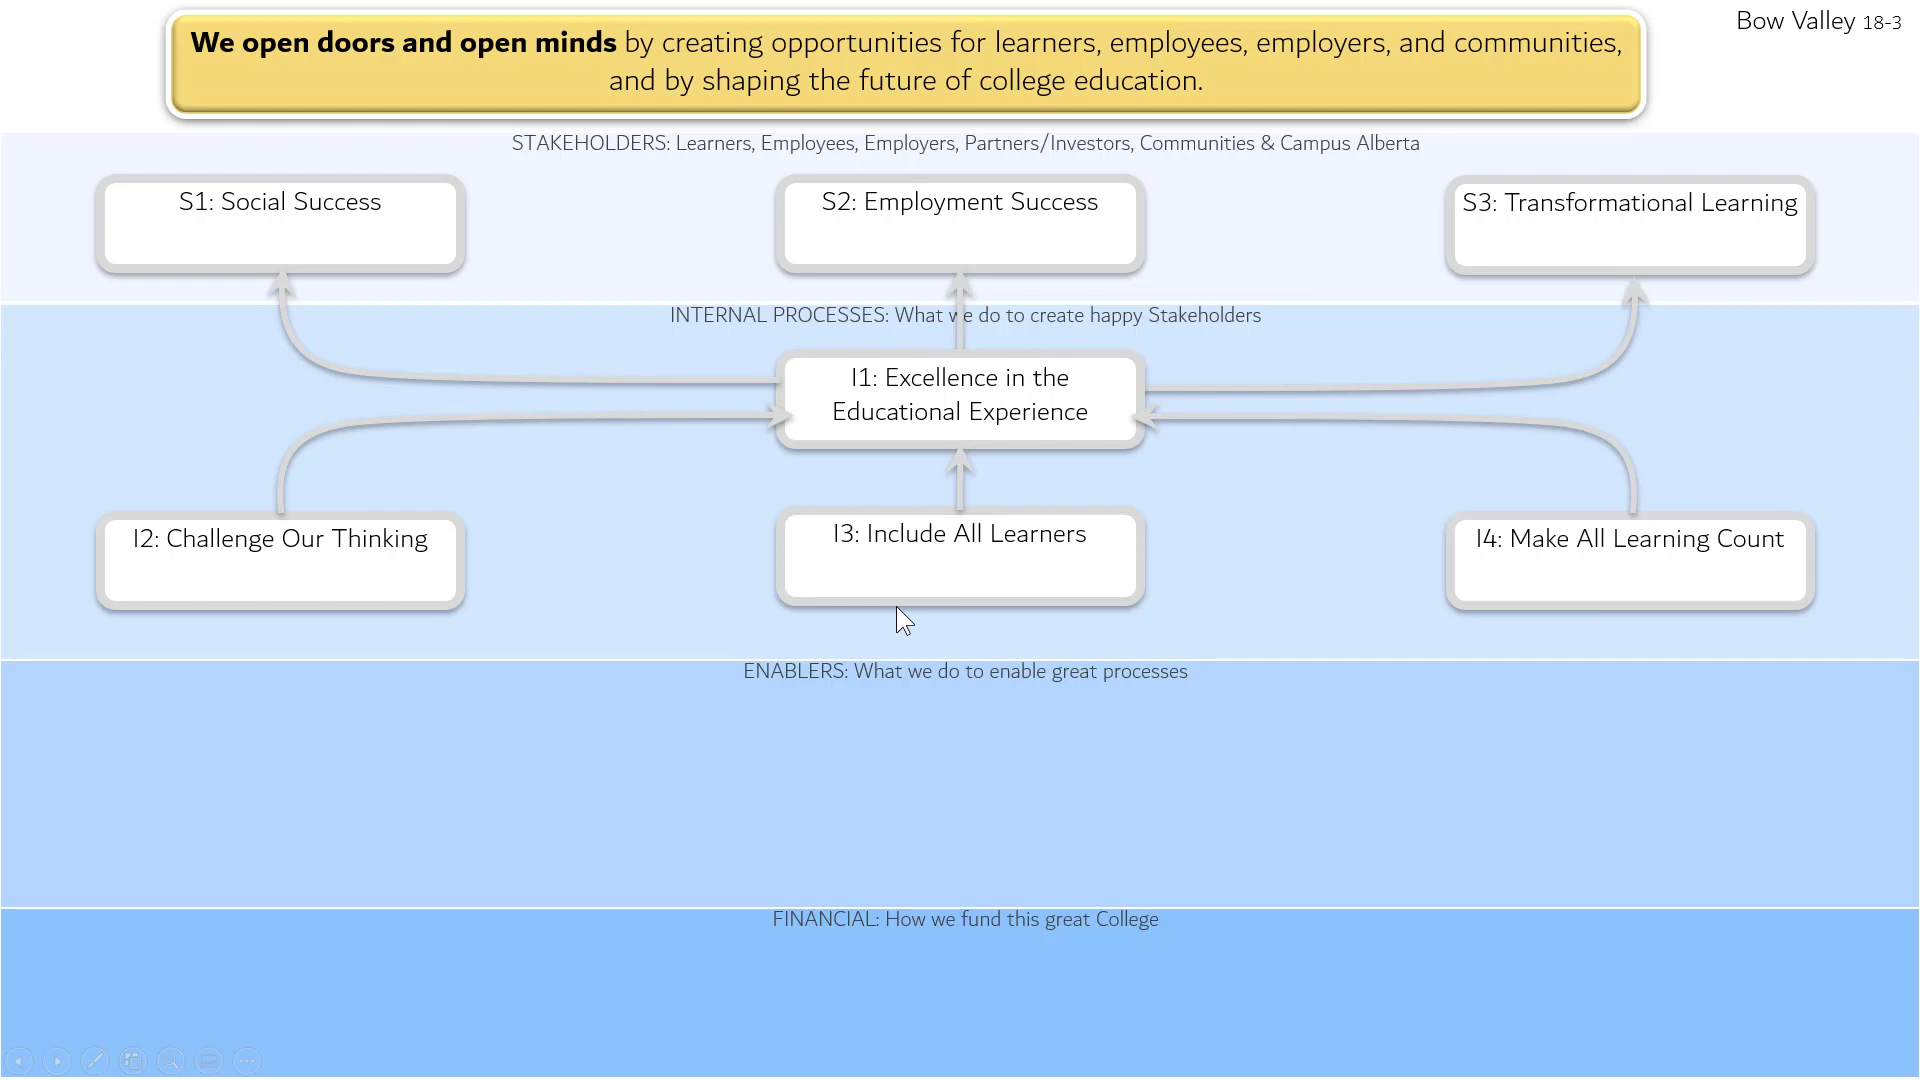 Bow Valley 18-3
We open doors and open minds by creating opportunities for learners, employees, employers, and communities,
and by shaping the future of college education.
STAKEHOLDERS: Learners, Employees, Employers, Partners/Investors, Communities & Campus Alberta
S1: Social Success
S2: Employment Success
S3: Transformational Learning
INTERNAL PROCESSES: What we do to create happy Stakeholders
I1: Excellence in the
Educational Experience
I2: Challenge Our Thinking
I3: Include All Learners
I4: Make All Learning Count
ENABLERS: What we do to enable great processes
FINANCIAL: How we fund this great College